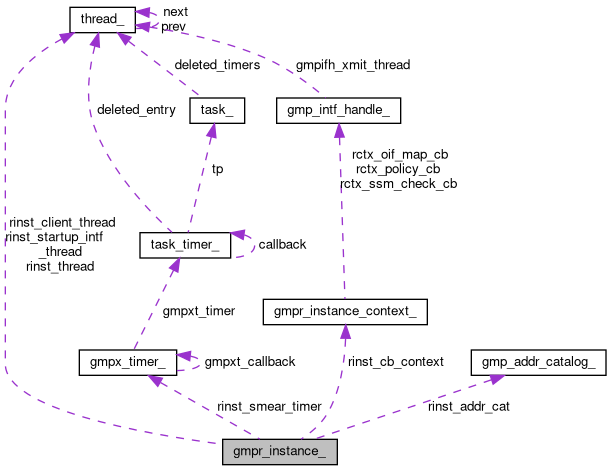 thread_
next
prev
deleted_timers
gmpifh_xmit_thread
deleted_entry
task_
gmp_intf_handle_
rctx_oif_map_cb
rctx_policy_cb
rctx_ssm_check_cb
tp
rinst_client_thread
rinst_startup_intf
_thread
rinst_thread
task_timer_
callback
gmpxt_timer
gmpr_instance_context_
gmpx_timer_
gmpxt_callback
rinst_cb_context
gmp_addr_catalog_
rinst_smear_timer
rinst_addr_cat
gmpr_instance_